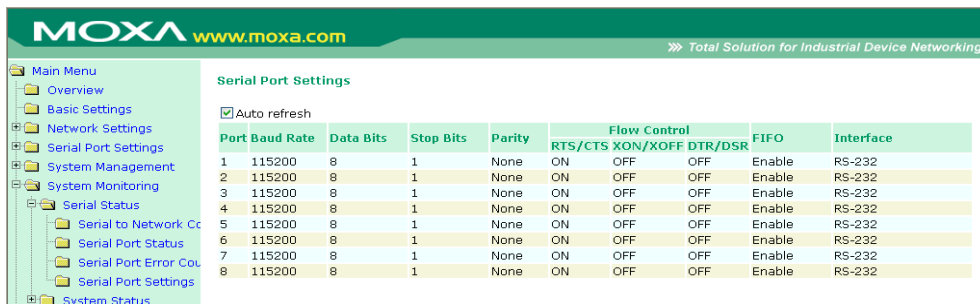 MOXA www.moxa.com
Total Solution for Industrial Device Networking
Main Menu
Overview
Basic Settings
Network Settings
Serial Port Settings
System Management
System Monitoring
Serial Status
Serial to Network Co
Serial Port Status
Serial Port Error Cou
Serial Port Settings
System Status
Serial Port Settings
Auto refresh
Port Baud Rate Data Bits Stop Bits Parity Flow Control FIFO Interface
RTS/CTS XON/XOFF DTR/DSR
1 115200 8 1 None ON OFF OFF Enable RS-232
2 115200 8 1 None ON OFF OFF Enable RS-232
3 115200 8 1 None ON OFF OFF Enable RS-232
4 115200 8 1 None ON OFF OFF Enable RS-232
5 115200 8 1 None ON OFF OFF Enable RS-232
6 115200 8 1 None ON OFF OFF Enable RS-232
7 115200 8 1 None ON OFF OFF Enable RS-232
8 115200 8 1 None ON OFF OFF Enable RS-232